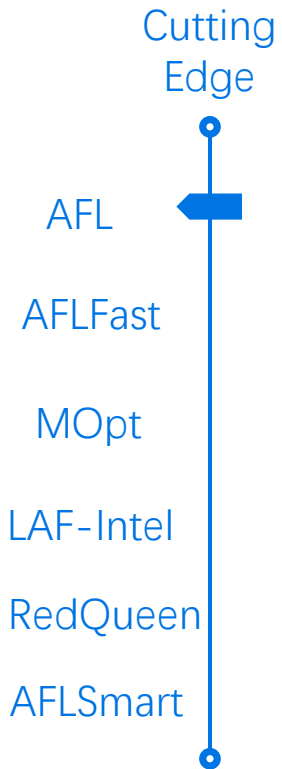 Cutting
Edge
AFL
AFLFast
MOpt
LAF-Intel
RedQueen
AFLSmart